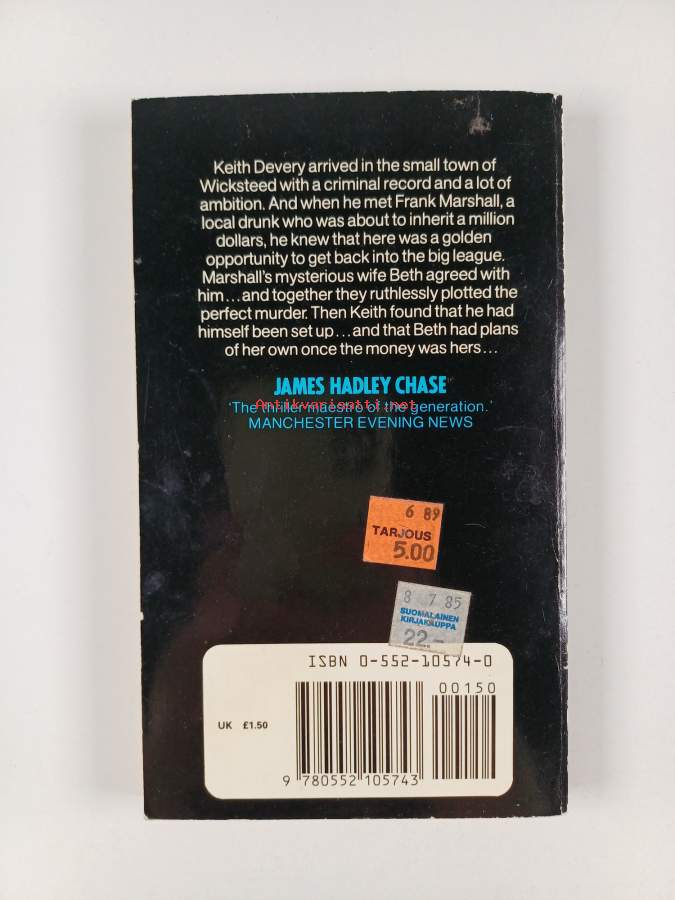 Keith Devery arrived in the small town of
Wicksteed with a criminal record and a lot of
ambition. And when he met Frank Marshall, a
local drunk who was about to inherit a million
dollars, he knew that here was a golden
opportunity to get back into the big league.
Marshall's mysterious wife Beth agreed with
him...and together they ruthlessly plotted the
perfect murder. Then Keith found that he had
himself been set up...and that Beth had plans
of her own once the money was hers...
JAMES HADLEY CHASE
Antikvariaatti.net
'The thriller maestro of the generation.'
MANCHESTER EVENING NEWS
6 89
TARJOUS
5.00
8 7 85
SUOMALAINEN
KIRJAKAUPPA
22.-
ISBN 0-552-10574-0
00150
UK £1.50
9 780552 105743